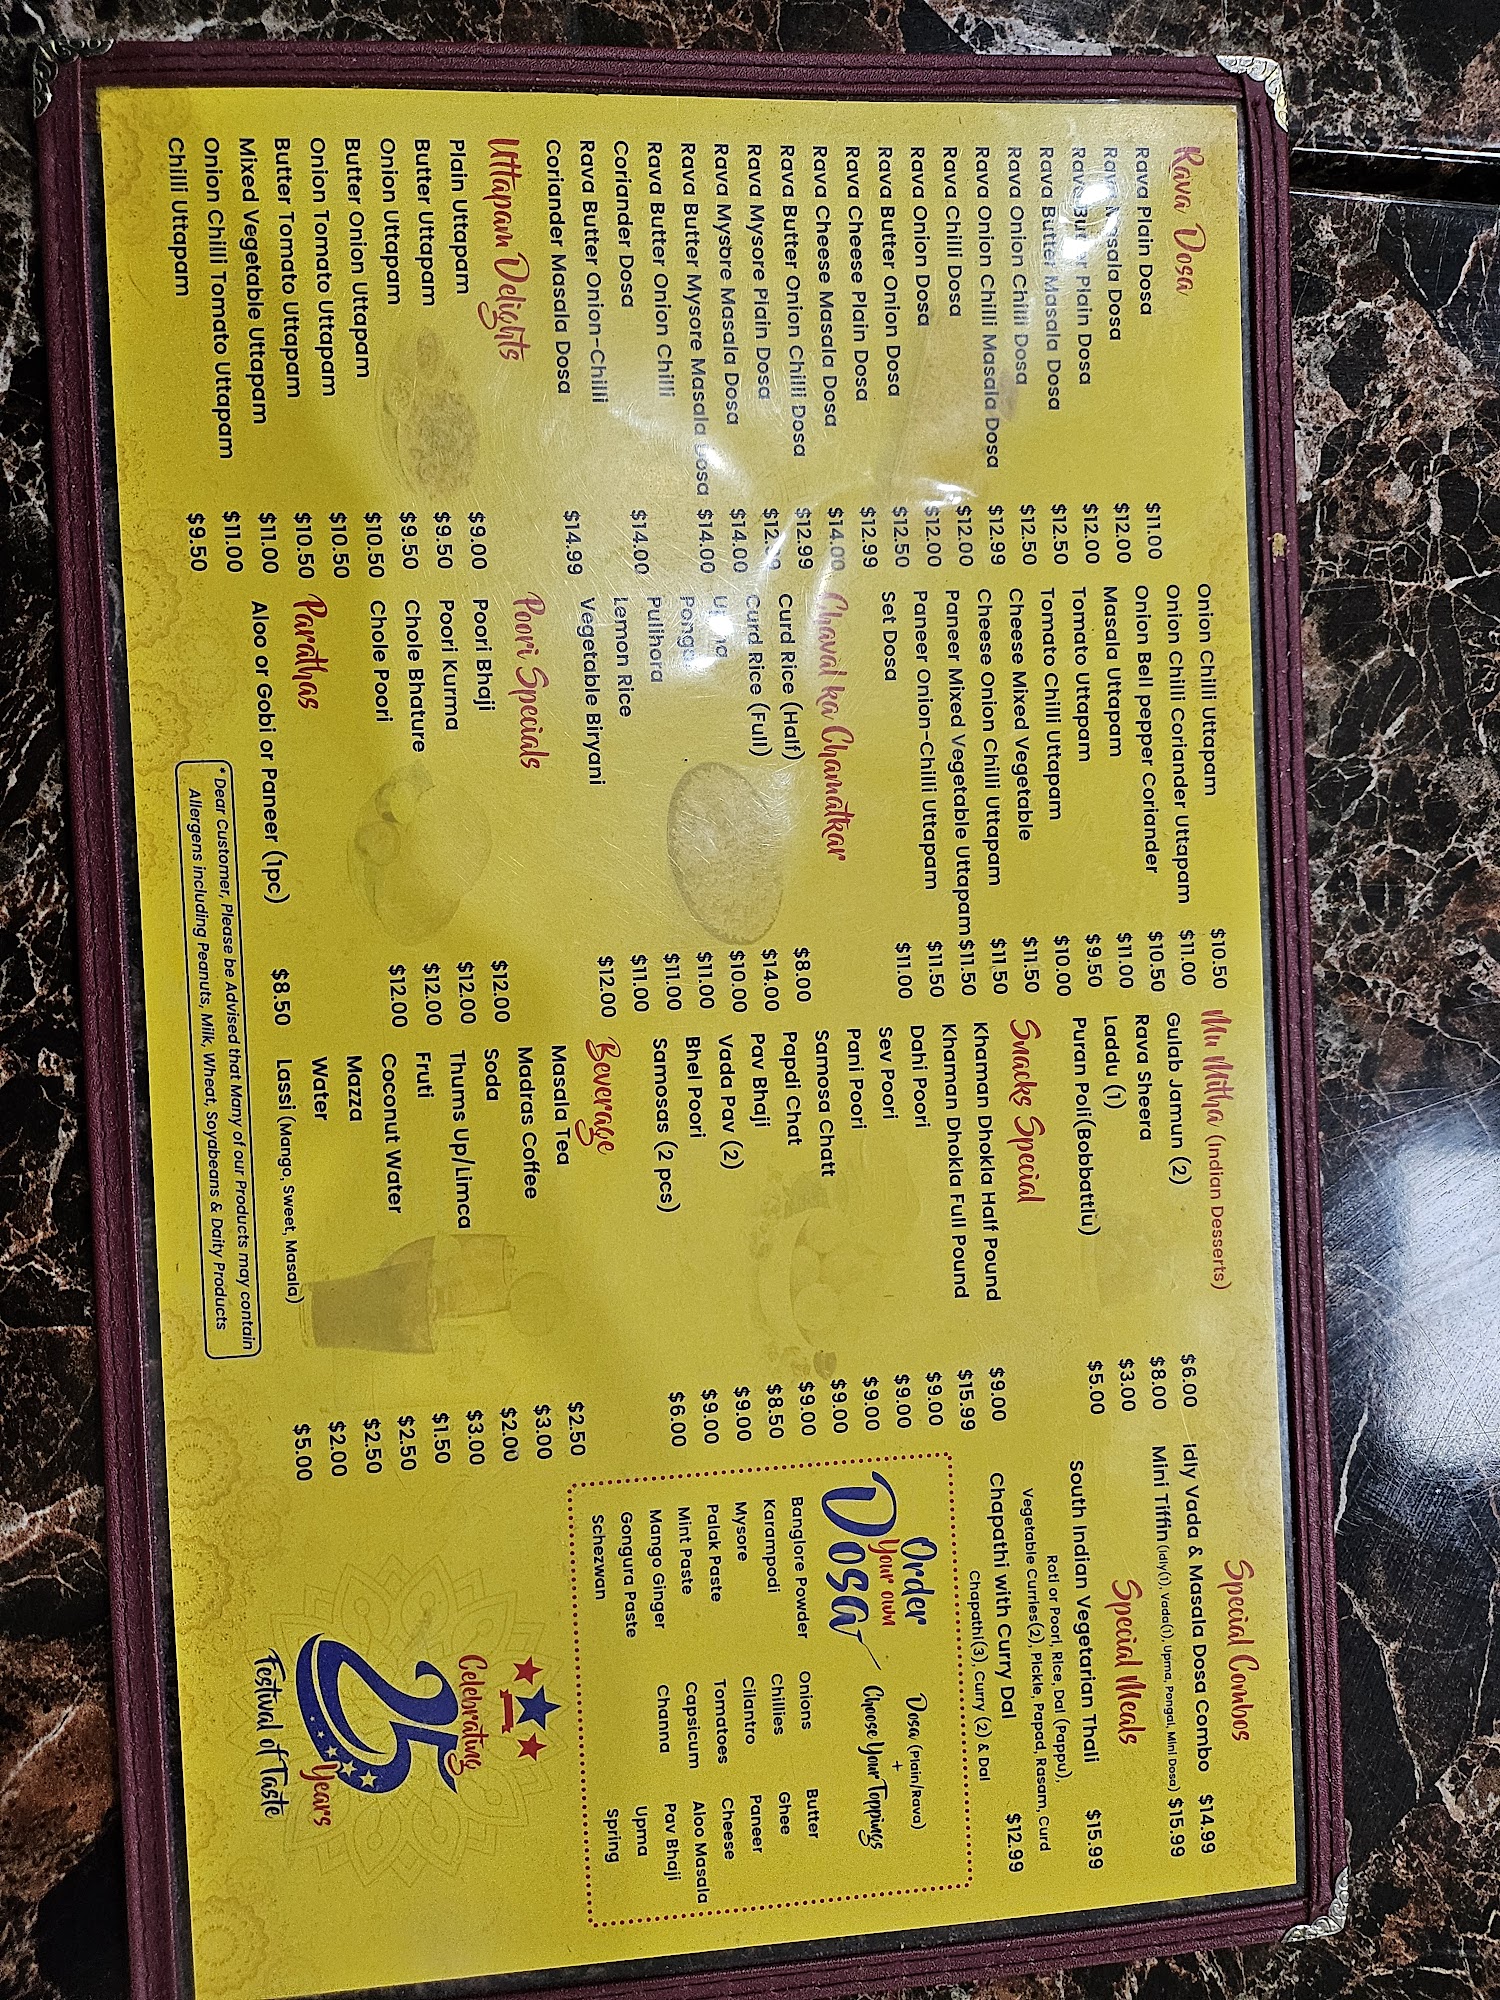 Rava Dosa
Rava Plain Dosa $11.00
Rava Masala Dosa $12.00
Rava Butter Plain Dosa $12.00
Rava Butter Masala Dosa $12.50
Rava Onion Chilli Dosa $12.50
Rava Onion Chilli Masala Dosa $12.99
Rava Chilli Dosa $12.00
Rava Onion Dosa $12.00
Rava Butter Onion Dosa $12.50
Rava Cheese Plain Dosa $12.99
Rava Cheese Masala Dosa $14.00
Rava Butter Onion Chilli Dosa $12.99
Rava Mysore Plain Dosa $12.99
Rava Mysore Masala Dosa $14.00
Rava Butter Mysore Masala Dosa $14.00
Rava Butter Onion Chilli
Coriander Dosa $14.00
Rava Butter Onion-Chilli
Coriander Masala Dosa $14.99
Uttapam Delights
Plain Uttapam $9.00
Butter Uttapam $9.50
Onion Uttapam $9.50
Butter Onion Uttapam $10.50
Onion Tomato Uttapam $10.50
Butter Tomato Uttapam $10.50
Mixed Vegetable Uttapam $11.00
Onion Chilli Tomato Uttapam $11.00
Chilli Uttapam $9.50
Onion Chilli Uttapam $10.50
Onion Chilli Coriander Uttapam $11.00
Onion Bell pepper Coriander $10.50
Masala Uttapam $11.00
Tomato Uttapam $9.50
Tomato Chilli Uttapam $10.00
Cheese Mixed Vegetable $11.50
Cheese Onion Chilli Uttapam $11.50
Paneer Mixed Vegetable Uttapam $11.50
Paneer Onion-Chilli Uttapam $11.50
Set Dosa $11.00
Chaval ka Chamatkar
Curd Rice (Half) $8.00
Curd Rice (Full) $14.00
Upma $10.00
Pongal $11.00
Pulihora $11.00
Lemon Rice $11.00
Vegetable Biryani $12.00
Poori Specials
Poori Bhaji $12.00
Poori Kurma $12.00
Chole Bhature $12.00
Chole Poori $12.00
Parathas
Aloo or Gobi or Paneer (1pc) $8.50
* Dear Customer, Please be Advised that Many of our Products may contain
Allergens including Peanuts, Milk, Wheat, Soyabeans & Daity Products
Mitha (Indian Desserts)
Gulab Jamun (2) $6.00
Rava Sheera $8.00
Laddu (1) $3.00
Puran Poli(Bobbatlu) $5.00
Snacks Special
Khaman Dhokla Half Pound $9.00
Khaman Dhokla Full Pound $15.99
Dahi Poori $9.00
Sev Poori $9.00
Pani Poori $9.00
Samosa Chatt $9.00
Papdi Chat $9.00
Pav Bhaji $8.50
Vada Pav (2) $9.00
Bhel Poori $9.00
Samosas (2 pcs) $6.00
Beverage
Masala Tea $2.50
Madras Coffee $3.00
Soda $2.00
Thums Up/Limca $3.00
Fruti $1.50
Coconut Water $2.50
Mazza $2.50
Water $2.00
Lassi (Mango, Sweet, Masala) $5.00
Special Combos
Idly Vada & Masala Dosa Combo $14.99
Mini Tiffin (Idly(1), Vada(1), Upma, Pongal, Mini Dosa) $15.99
Special Meals
South Indian Vegetarian Thali $15.99
Roti or Poori, Rice, Dal (Pappu),
Vegetable Curries(2), Pickle, Papad, Rasam, Curd
Chapathi with Curry Dal $12.99
Chapathi(3), Curry (2) & Dal
Order
Your own
Dosa
Dosa (Plain/Rava)
+
Choose Your Toppings
Banglore Powder Onions Butter
Karampodi Chillies Ghee
Mysore Cilantro Paneer
Palak Paste Tomatoes Cheese
Mint Paste Capsicum Aloo Masala
Mango Ginger Channa Pav Bhaji
Gongura Paste Upma
Schezwan Spring
Celebrating
25
Years
Festival of Taste